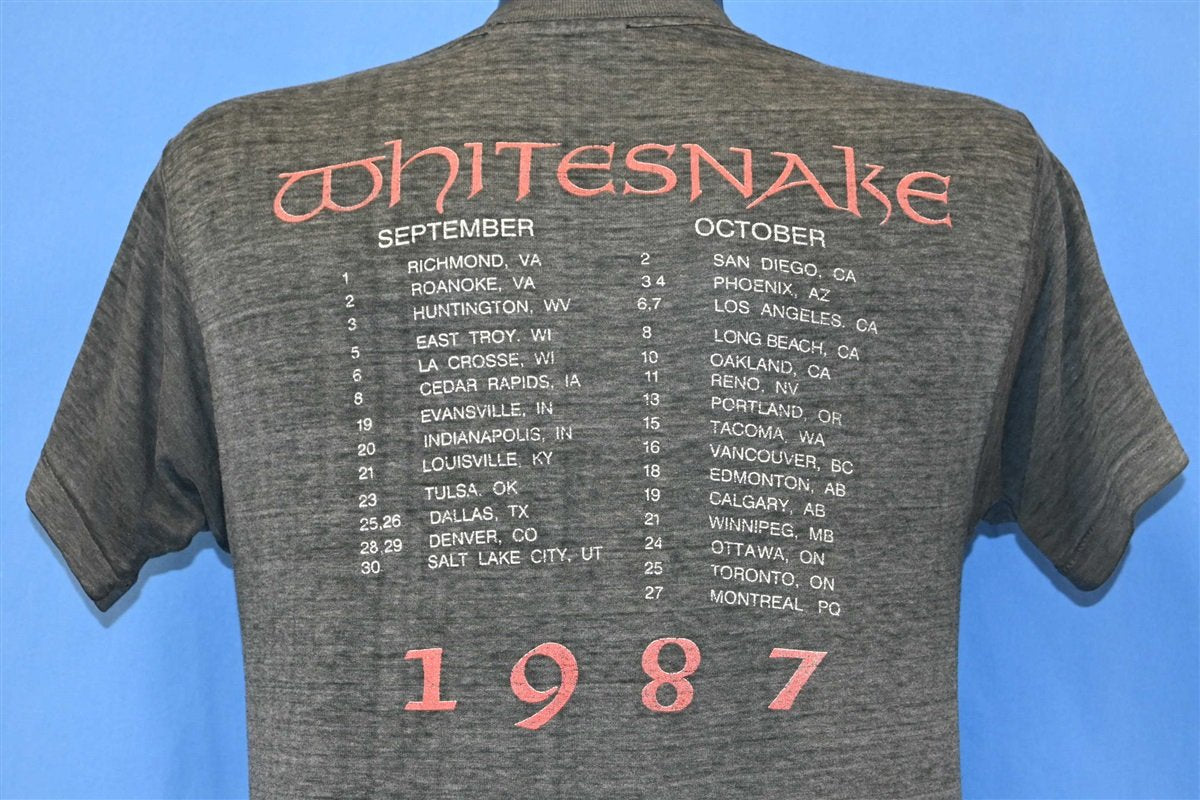 WHITESNAKE
SEPTEMBER
1 RICHMOND, VA
2 ROANOKE, VA
3 HUNTINGTON, WV
5 EAST TROY. WI
6 LA CROSSE, WI
8 CEDAR RAPIDS, IA
19 EVANSVILLE, IN
20 INDIANAPOLIS, IN
21 LOUISVILLE, KY
23 TULSA. OK
25,26 DALLAS, TX
28,29 DENVER, CO
30 SALT LAKE CITY, UT
OCTOBER
2 SAN DIEGO, CA
3 4 PHOENIX, AZ
6,7 LOS ANGELES. CA
8 LONG BEACH, CA
10 OAKLAND, CA
11 RENO, NV
13 PORTLAND, OR
15 TACOMA, WA
16 VANCOUVER, BC
18 EDMONTON, AB
19 CALGARY, AB
21 WINNIPEG, MB
24 OTTAWA, ON
25 TORONTO, ON
27 MONTREAL PQ
1987